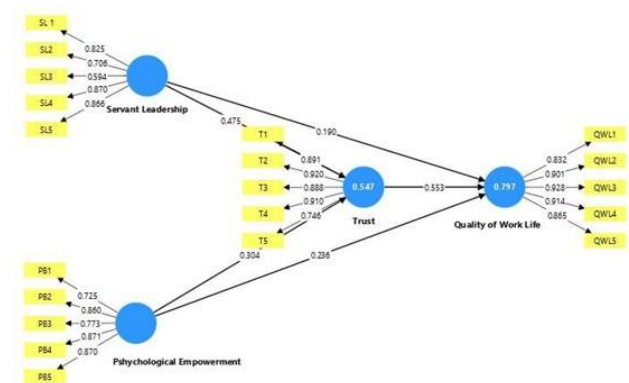 SL 1
SL2
SL3
SL4
SL5
0.825
0.706
0.594
0.870
0.866
Servant Leadership
0.475
0.190
T1
T2
T3
T4
T5
0.891
0.920
0.888
0.910
0.746
0.547
Trust
0.553
0.797
Quality of Work Life
QWL1
QWL2
QWL3
QWL4
QWL5
0.832
0.901
0.928
0.914
0.865
0.304
0.236
PB1
PB2
PB3
PB4
PB5
0.725
0.860
0.773
0.871
0.870
Pshychological Empowerment